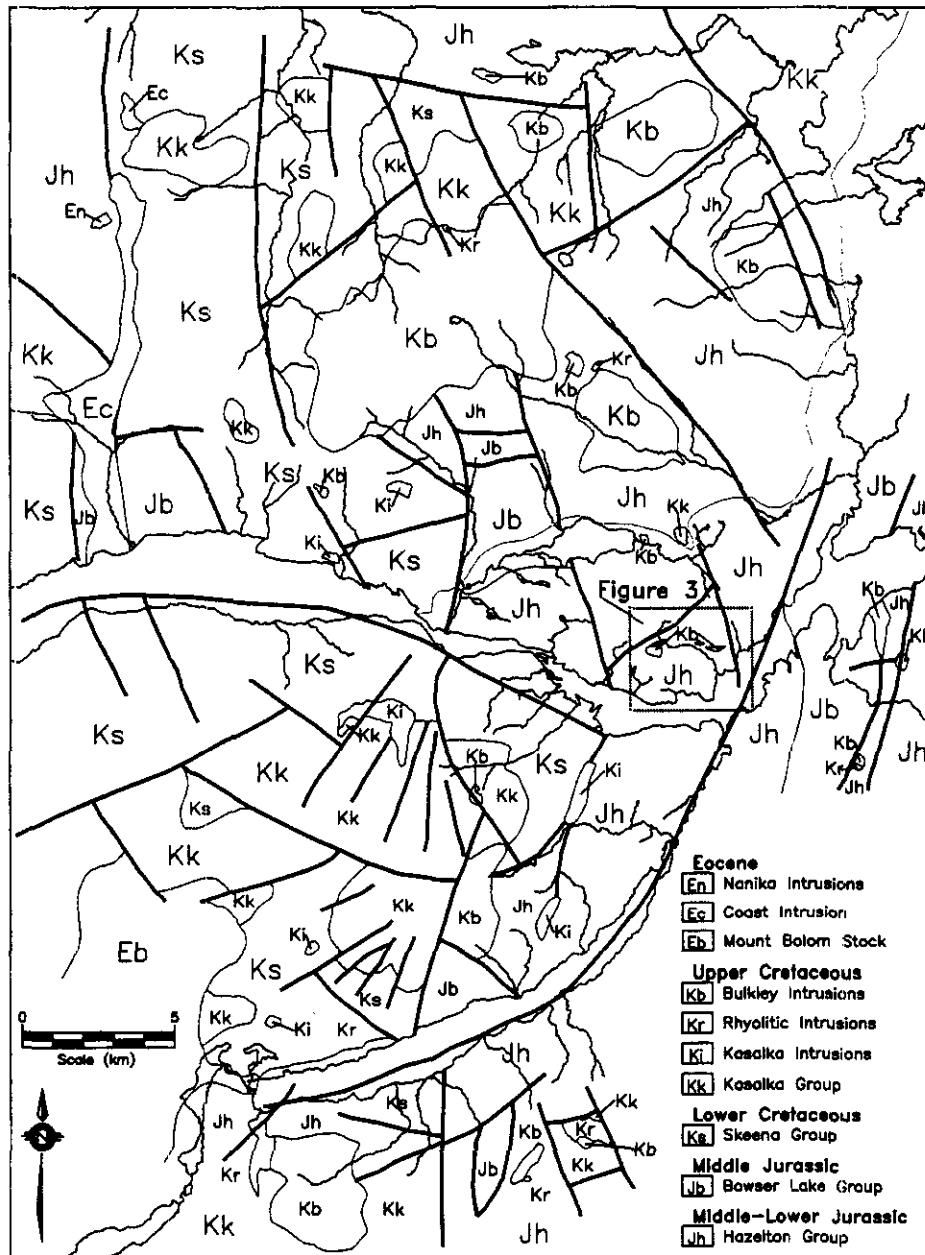 Ks
Jh
Kk
Ec
Kk
Kb
Ks
Kb
Kb
Kk
Jh
Ks
Kk
Kk
Jh
En
Kk
Kk
Kr
Kb
Ks
Kb
Jh
Kk
Kr
Kb
Kb
Ec
Jh
Kk
Jh
Jb
Ks
Kb
Jh
Jb
Ks
Jb
Jb
Ki
Jb
Kk
Ki
Ks
Kb
Jh
Figure 3
Jh
Kb
Jh
Kb
Ks
Jh
Ki
Jh
Jb
Ks
Kk
Kb
Ks
Ki
Kb
Kk
Kk
Kr
Jh
Jh
Ks
Kk
Jh
Kk
Kk
Kk
Kb
Jh
Ki
Ki
Eb
Ks
Ks
Jb
Kk
Ki
Kr
Jh
Ks
Kk
Jh
Jh
Kb
Kr
Kb
Kr
Jb
Kk
Kr
Kb
Kk
Kk
Jh
0 5
Scale (km)
N
Eocene
En Nanika Intrusions
Ec Coast Intrusion
Eb Mount Bolom Stock
Upper Cretaceous
Kb Bulkley Intrusions
Kr Rhyolitic Intrusions
Ki Kasalka Intrusions
Kk Kasalka Group
Lower Cretaceous
Ks Skeena Group
Middle Jurassic
Jb Bowser Lake Group
Middle-Lower Jurassic
Jh Hazelton Group